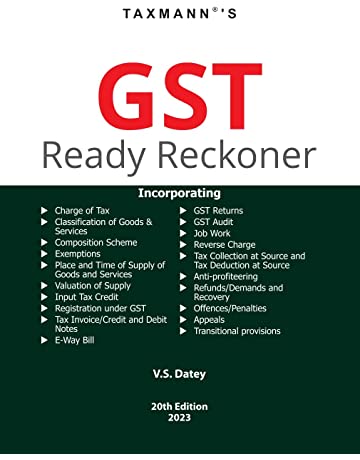 TAXMANN®'S
GST
Ready Reckoner
Incorporating
Charge of Tax
Classification of Goods &
Services
Composition Scheme
Exemptions
Place and Time of Supply of
Goods and Services
Valuation of Supply
Input Tax Credit
Registration under GST
Tax Invoice/Credit and Debit
Notes
E-Way Bill
GST Returns
GST Audit
Job Work
Reverse Charge
Tax Collection at Source and
Tax Deduction at Source
Anti-profiteering
Refunds/Demands and
Recovery
Offences/Penalties
Appeals
Transitional provisions
V.S. Datey
20th Edition
2023